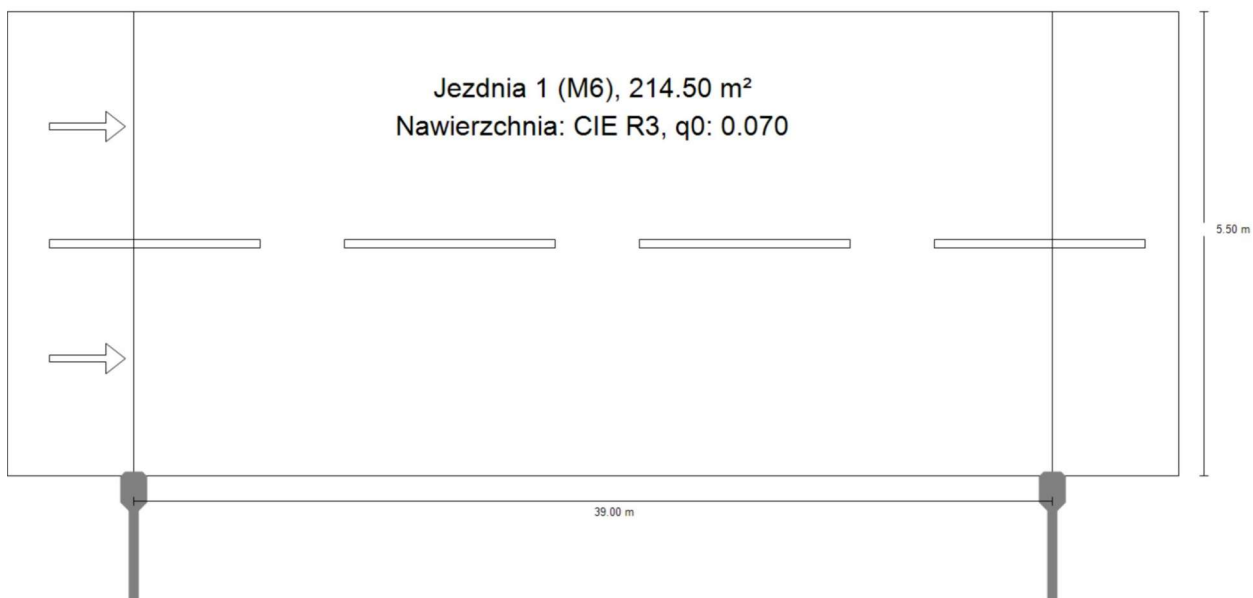 Jezdnia 1 (M6), 214.50 m²
Nawierzchnia: CIE R3, q0: 0.070
5.50 m
39.00 m